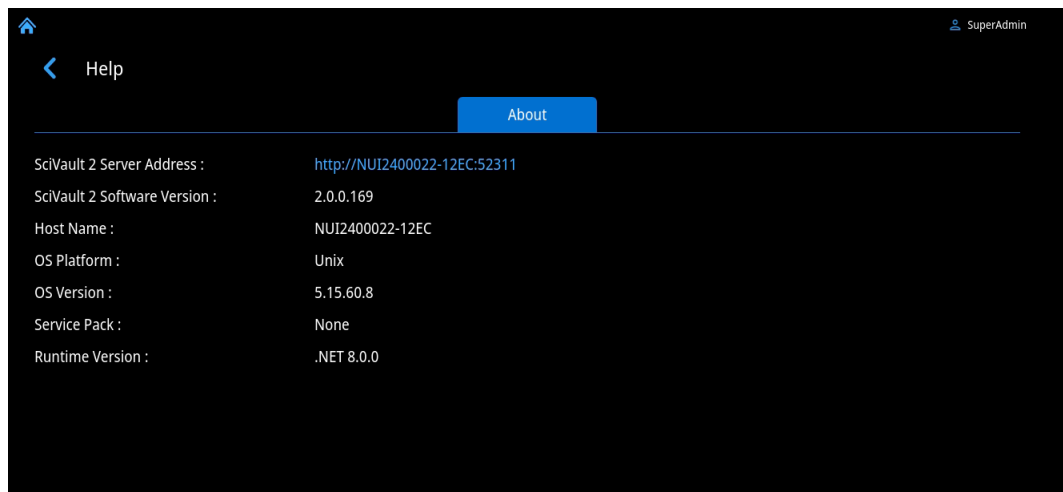 SuperAdmin
Help
About
SciVault 2 Server Address : http://NUI2400022-12EC:52311
SciVault 2 Software Version : 2.0.0.169
Host Name : NUI2400022-12EC
OS Platform : Unix
OS Version : 5.15.60.8
Service Pack : None
Runtime Version : .NET 8.0.0